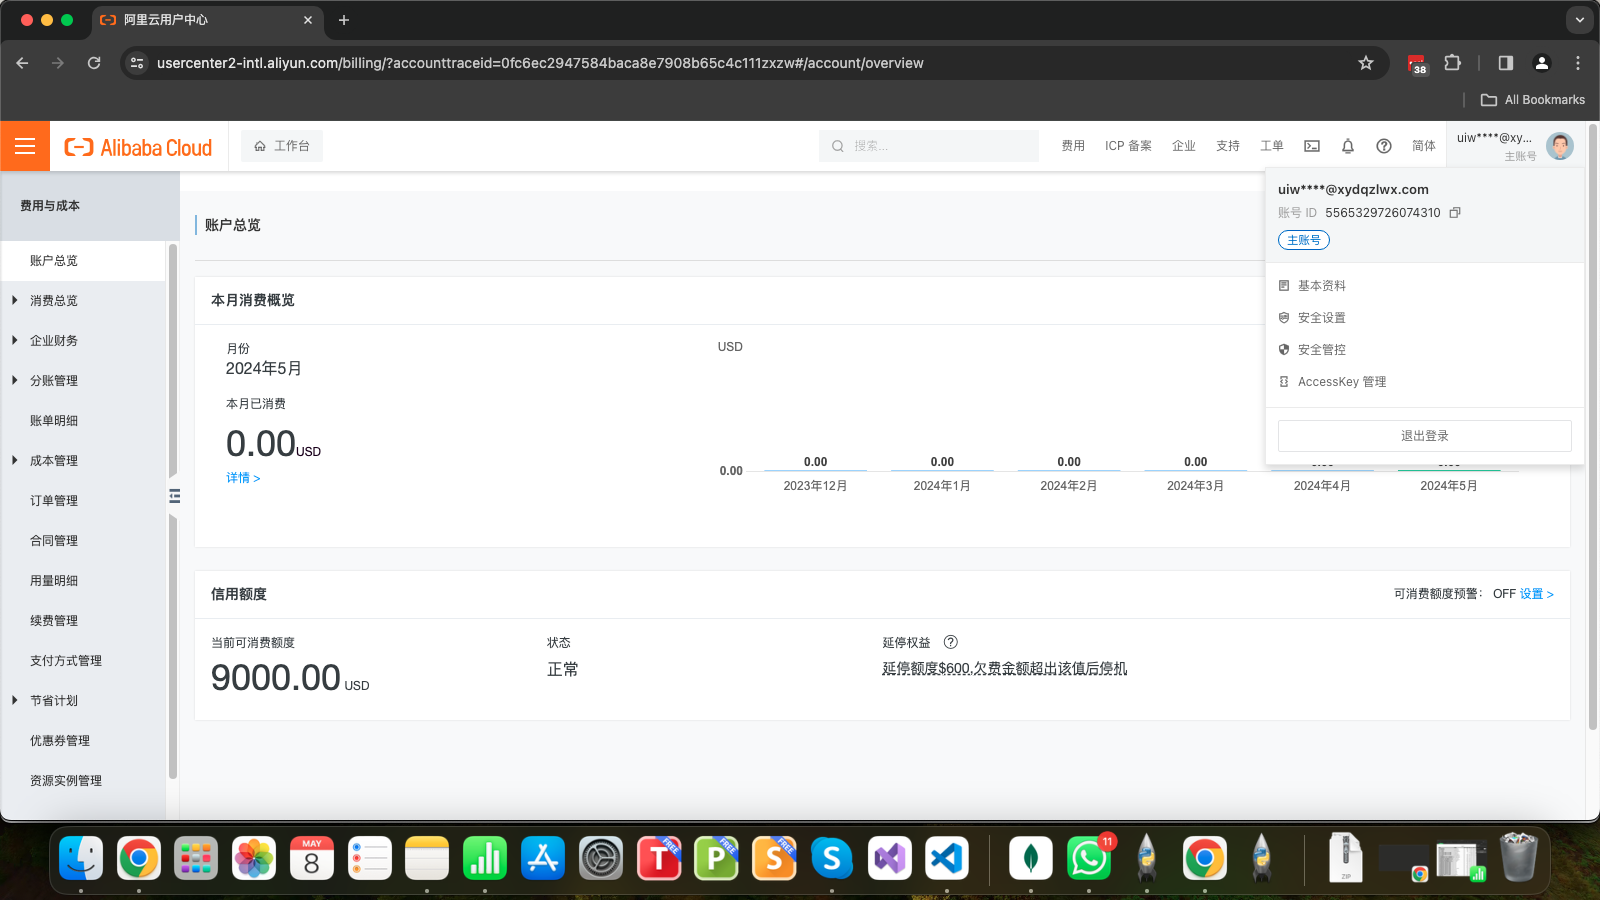 阿里云用户中心
usercenter2-intl.aliyun.com/billing/?accounttraceid=0fc6ec2947584baca8e7908b65c4c111zxzw#/account/overview
38
All Bookmarks
Alibaba Cloud
工作台
搜索...
费用
ICP 备案
企业
支持
工单
简体
uiw****@xy...
主账号
uiw****@xydqzlwx.com
账号 ID 5565329726074310
主账号
基本资料
安全设置
安全管控
AccessKey 管理
退出登录
费用与成本
账户总览
消费总览
企业财务
分账管理
账单明细
成本管理
订单管理
合同管理
用量明细
续费管理
支付方式管理
节省计划
优惠券管理
资源实例管理
账户总览
本月消费概览
月份
2024年5月
本月已消费
0.00USD
详情 >
USD
0.00
0.00
0.00
0.00
0.00
2023年12月
2024年1月
2024年2月
2024年3月
2024年4月
2024年5月
信用额度
可消费额度预警: OFF 设置 >
当前可消费额度
9000.00 USD
状态
正常
延停权益
延停额度$600,欠费金额超出该值后停机
MAY
8
T FREE
P FREE
S FREE
S
11
ZIP